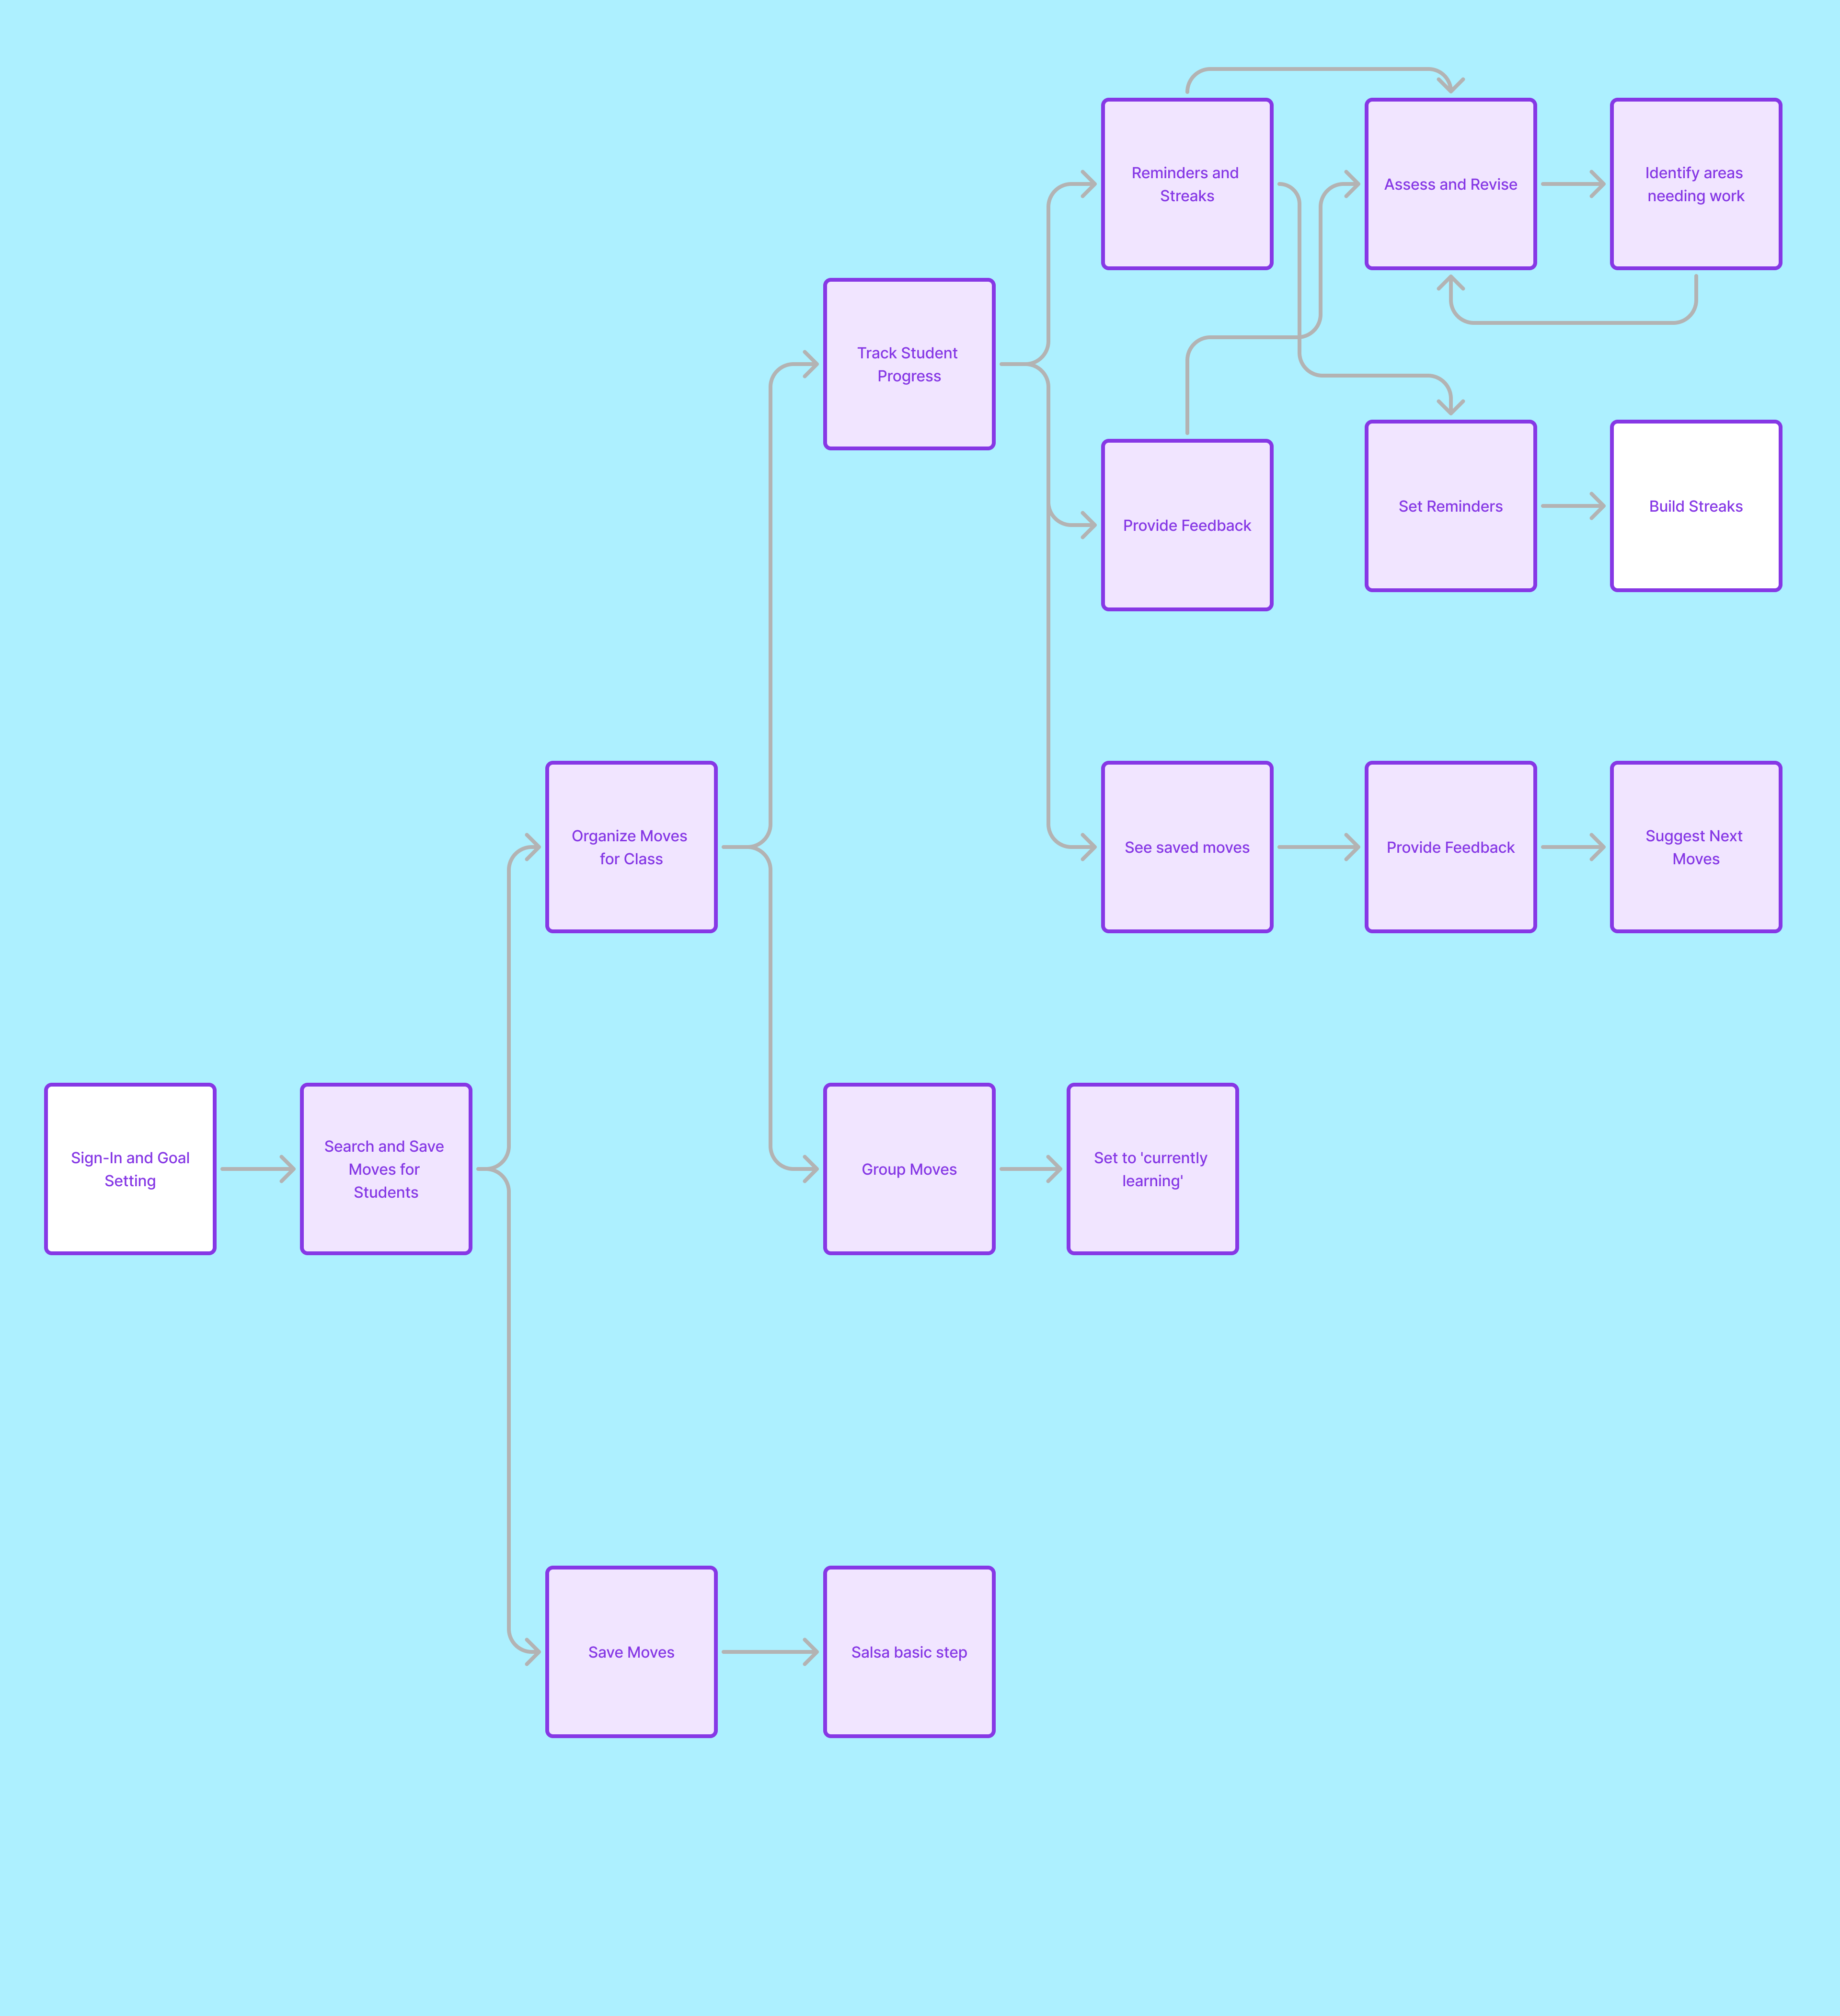 Reminders and
Streaks
Assess and Revise
Identify areas
needing work
Track Student
Progress
Provide Feedback
Set Reminders
Build Streaks
Organize Moves
for Class
See saved moves
Provide Feedback
Suggest Next
Moves
Sign-In and Goal
Setting
Search and Save
Moves for
Students
Group Moves
Set to 'currently
learning'
Save Moves
Salsa basic step